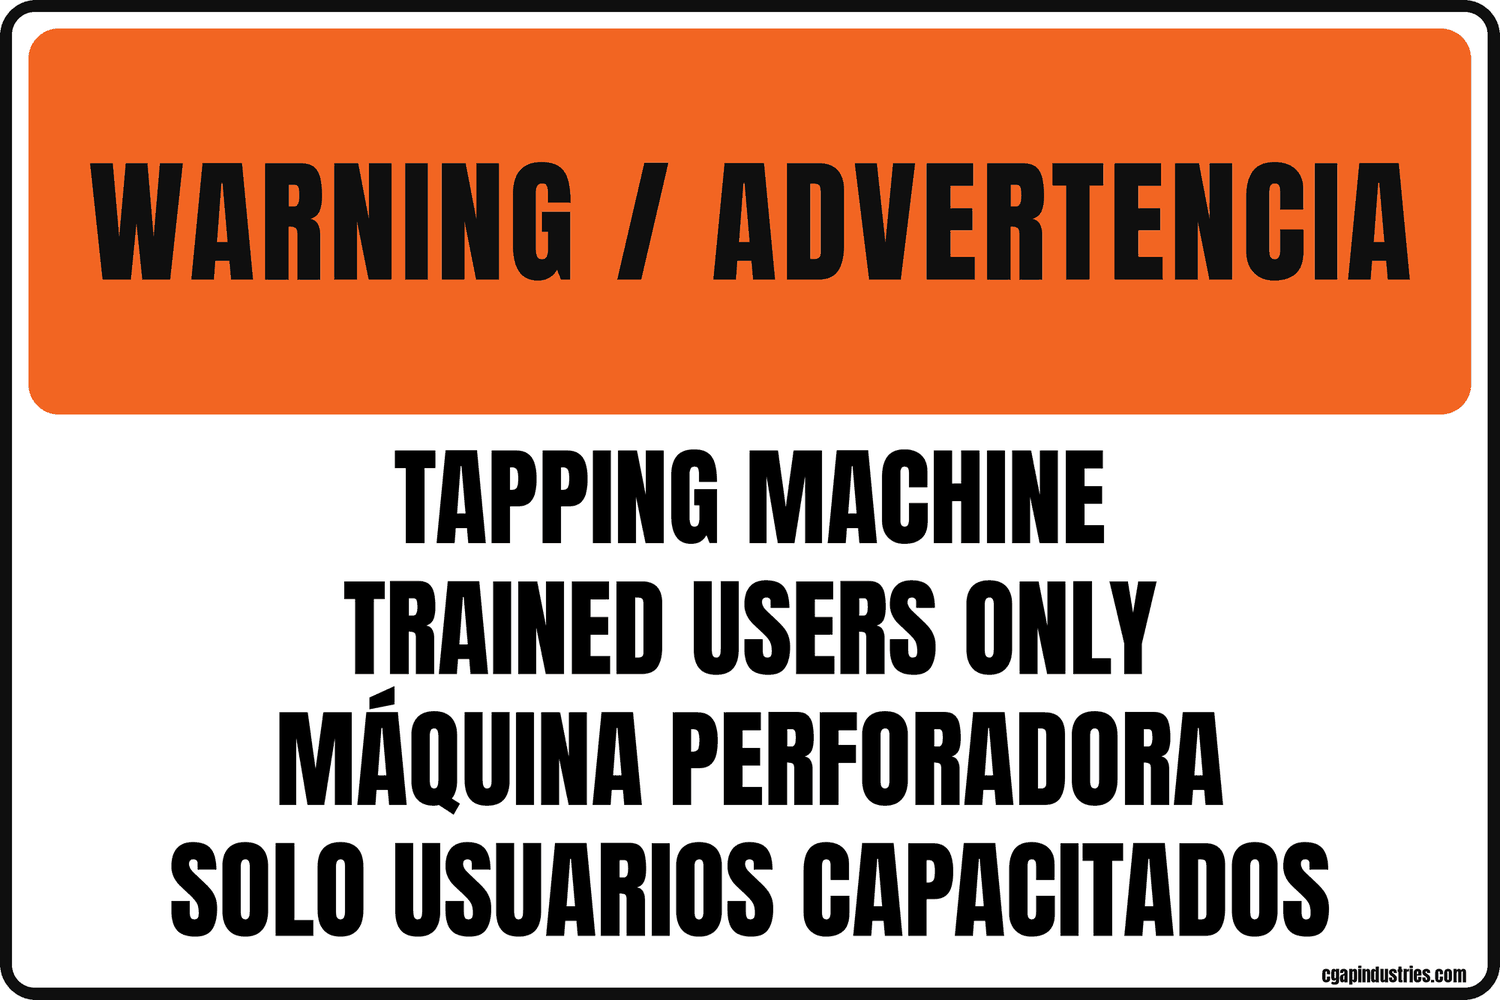 WARNING / ADVERTENCIA
TAPPING MACHINE
TRAINED USERS ONLY
MÁQUINA PERFORADORA
SOLO USUARIOS CAPACITADOS
cgapindustries.com